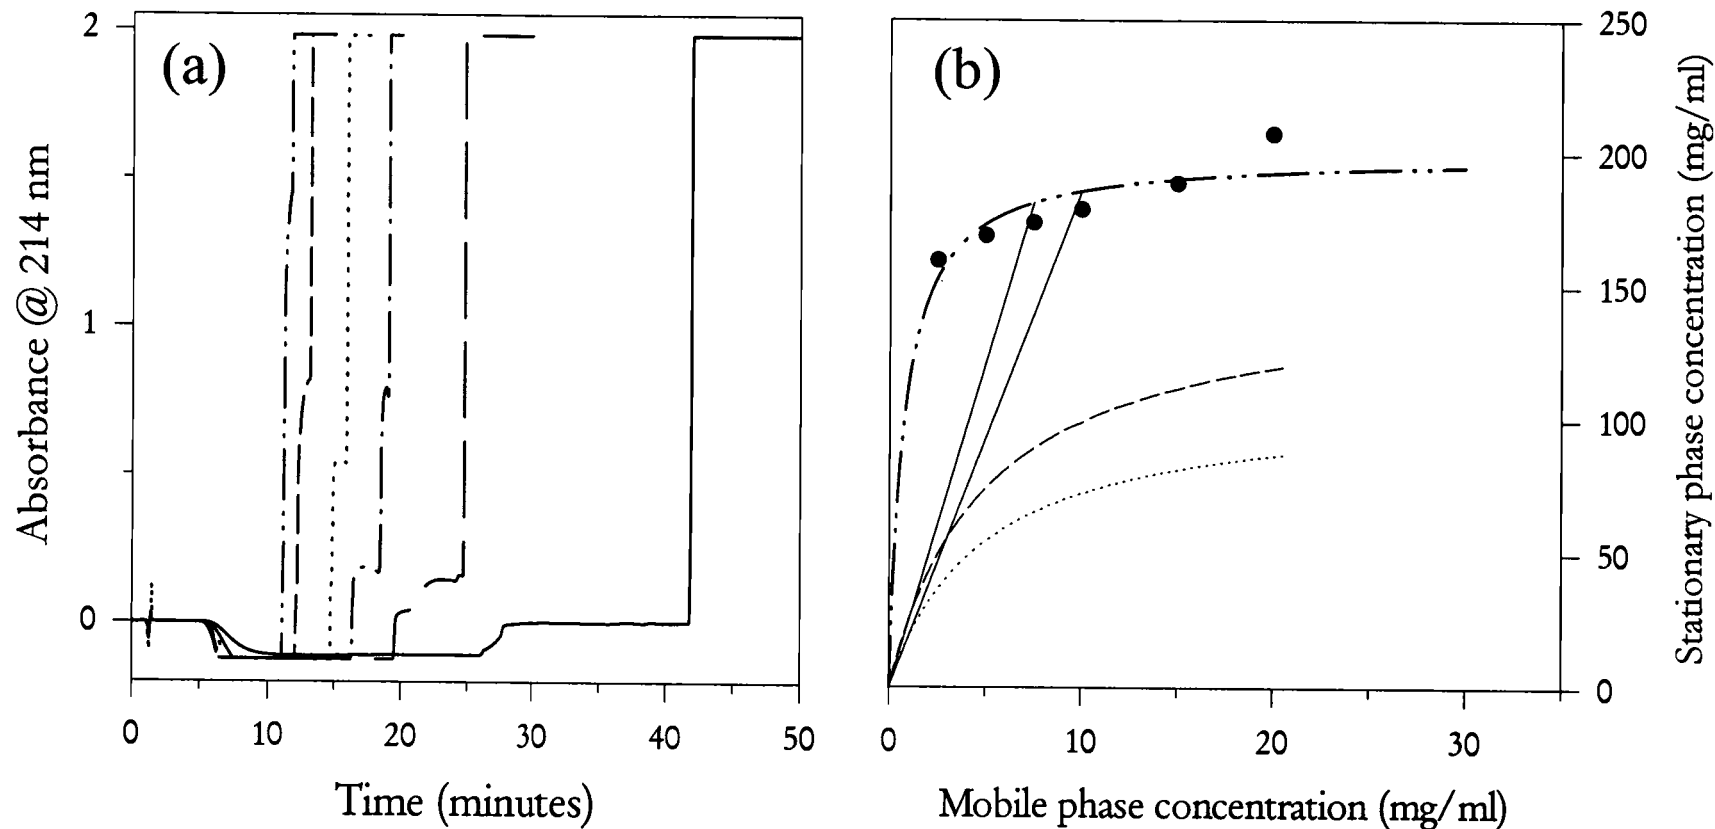 (a)
Absorbance @ 214 nm
2
1
0
0 10 20 30 40 50
Time (minutes)
(b)
250
200
150
100
50
0
Stationary phase concentration (mg/ml)
0 10 20 30
Mobile phase concentration (mg/ml)